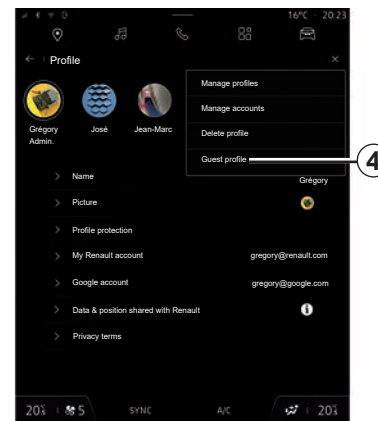 16°C 20:23
Profile
Manage profiles
Manage accounts
Delete profile
Guest profile
4
Grégory
Admin.
José
Jean-Marc
Name
Grégory
Picture
Profile protection
My Renault account
gregory@renault.com
Google account
gregory@google.com
Data & position shared with Renault
Privacy terms
5 SYNC A/C